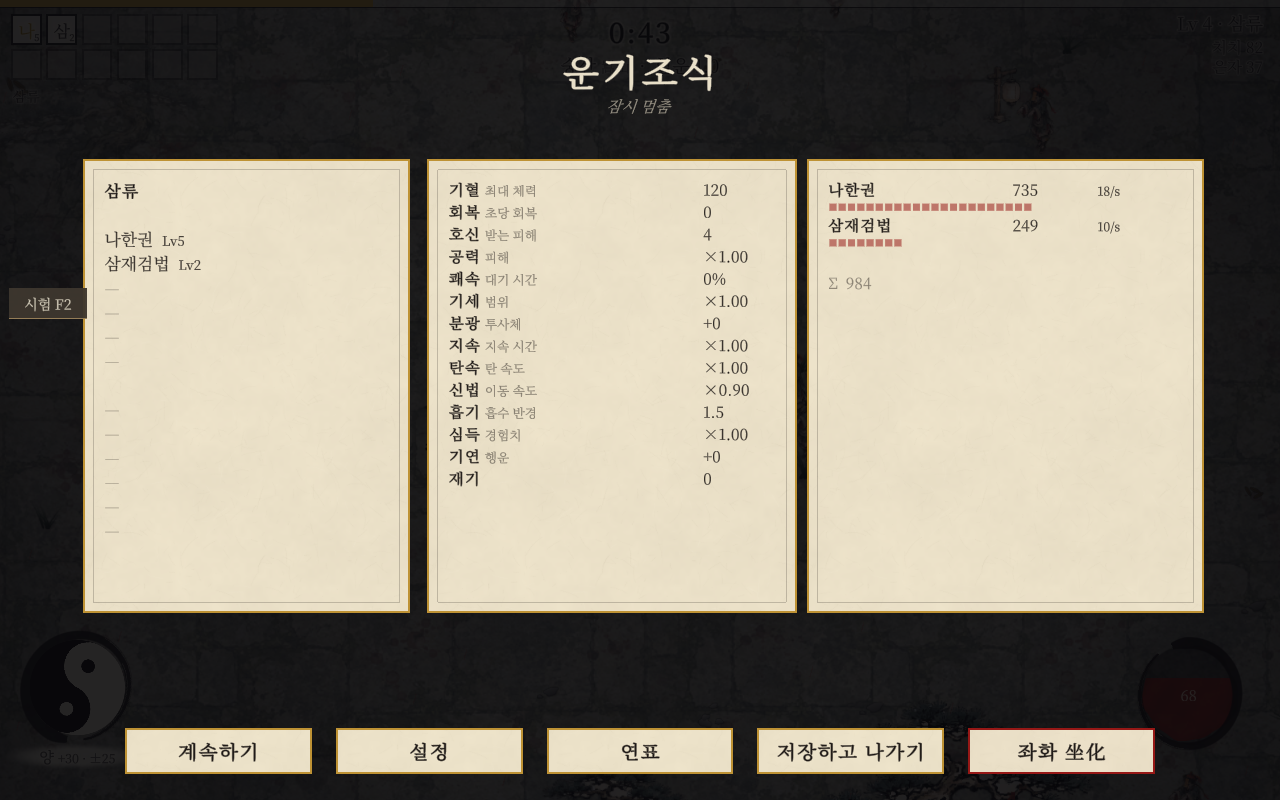 나5 삼2
0:43
운기조식
잠시 멈춤
삼류
나한권 Lv5
삼재검법 Lv2
—
—
—
—
—
—
—
—
—
—
시험 F2
기혈 최대 체력 120
회복 초당 회복 0
호신 받는 피해 4
공력 피해 ×1.00
쾌속 대기 시간 0%
기세 범위 ×1.00
분광 투사체 +0
지속 지속 시간 ×1.00
탄속 탄 속도 ×1.00
신법 이동 속도 ×0.90
흡기 흡수 반경 1.5
심득 경험치 ×1.00
기연 행운 +0
재기 0
나한권 735 18/s
삼재검법 249 10/s
Σ 984
68
양 +30 · ±25
계속하기
설정
연표
저장하고 나가기
좌화 坐化